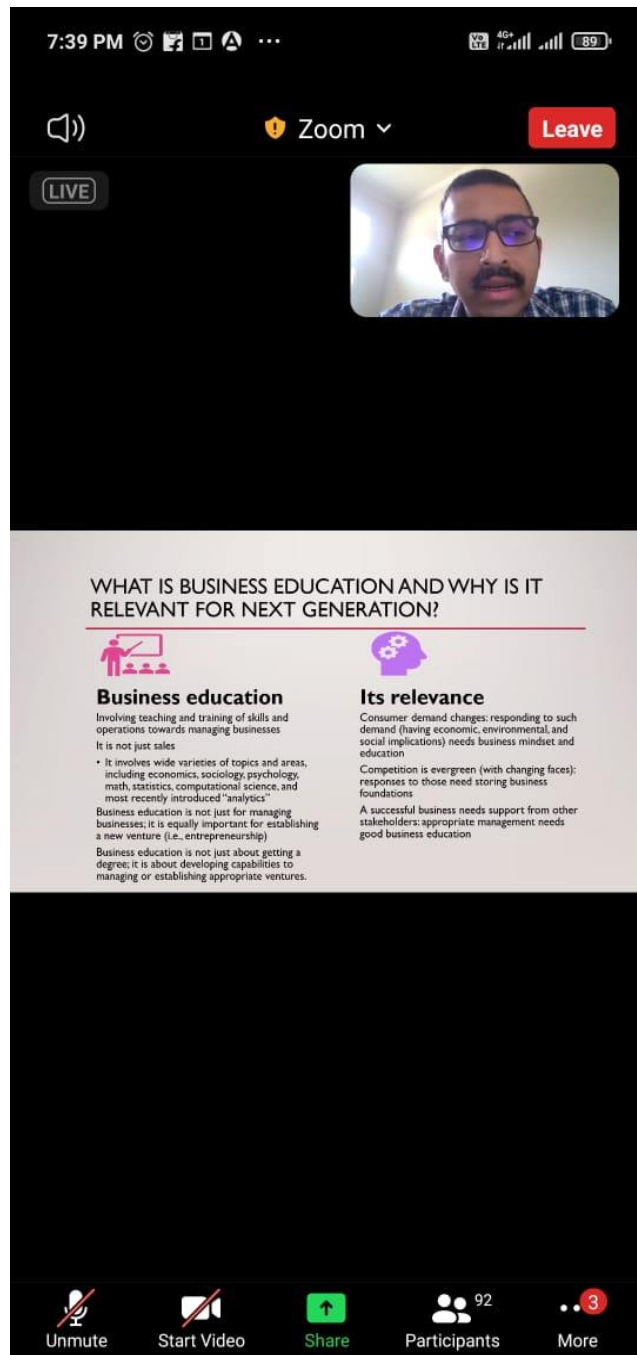 7:39 PM
Vo LTE 4G+ 89
Zoom
Leave
LIVE
WHAT IS BUSINESS EDUCATION AND WHY IS IT
RELEVANT FOR NEXT GENERATION?
Business education
Involving teaching and training of skills and
operations towards managing businesses
It is not just sales
• It involves wide varieties of topics and areas,
including economics, sociology, psychology,
math, statistics, computational science, and
most recently introduced "analytics"
Business education is not just for managing
businesses; it is equally important for establishing
a new venture (i.e., entrepreneurship)
Business education is not just about getting a
degree; it is about developing capabilities to
managing or establishing appropriate ventures.
Its relevance
Consumer demand changes: responding to such
demand (having economic, environmental, and
social implications) needs business mindset and
education
Competition is evergreen (with changing faces):
responses to those need storing business
foundations
A successful business needs support from other
stakeholders: appropriate management needs
good business education
92
3
Unmute
Start Video
Share
Participants
More